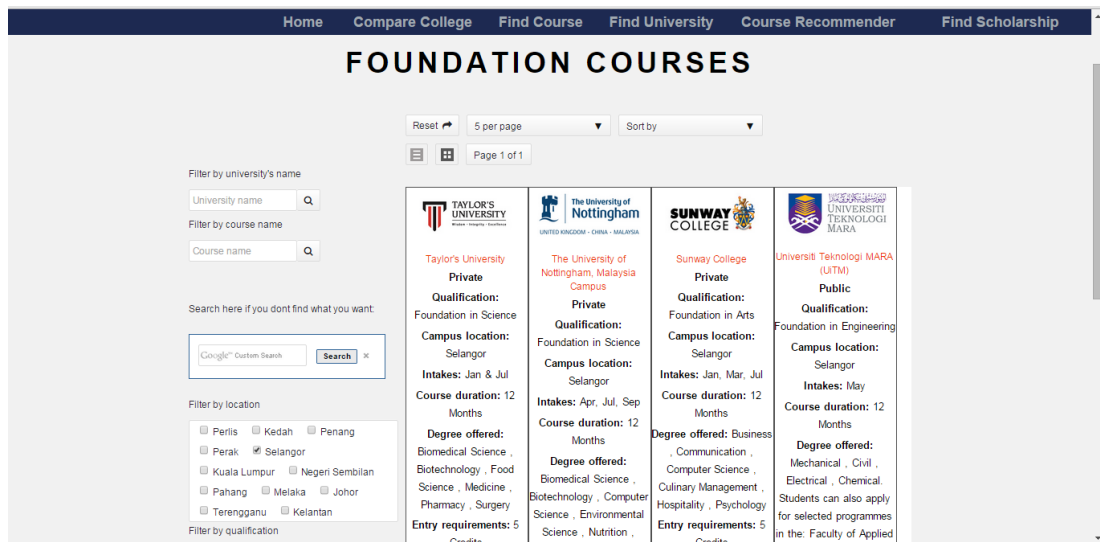 Home Compare College Find Course Find University Course Recommender Find Scholarship
FOUNDATION COURSES
Reset 5 per page Sort by
Page 1 of 1
Filter by university's name
University name
Filter by course name
Course name
Search here if you dont find what you want:
Google™ Custom Search Search ×
Filter by location
Perlis Kedah Penang
Perak Selangor
Kuala Lumpur Negeri Sembilan
Pahang Melaka Johor
Terengganu Kelantan
Filter by qualification
TAYLOR'S
UNIVERSITY
Wisdom · Integrity · Excellence
Taylor's University
Private
Qualification:
Foundation in Science
Campus location:
Selangor
Intakes: Jan & Jul
Course duration: 12
Months
Degree offered:
Biomedical Science ,
Biotechnology , Food
Science , Medicine ,
Pharmacy , Surgery
Entry requirements: 5
Credits
The University of
Nottingham
UNITED KINGDOM · CHINA · MALAYSIA
The University of
Nottingham, Malaysia
Campus
Private
Qualification:
Foundation in Science
Campus location:
Selangor
Intakes: Apr, Jul, Sep
Course duration: 12
Months
Degree offered:
Biomedical Science ,
Biotechnology , Computer
Science , Environmental
Science , Nutrition ,
SUNWAY
COLLEGE
Sunway College
Private
Qualification:
Foundation in Arts
Campus location:
Selangor
Intakes: Jan, Mar, Jul
Course duration: 12
Months
Degree offered: Business
, Communication ,
Computer Science ,
Culinary Management ,
Hospitality , Psychology
Entry requirements: 5
Credits
UNIVERSITI
TEKNOLOGI
MARA
Universiti Teknologi MARA
(UiTM)
Public
Qualification:
Foundation in Engineering
Campus location:
Selangor
Intakes: May
Course duration: 12
Months
Degree offered:
Mechanical , Civil ,
Electrical , Chemical.
Students can also apply
for selected programmes
in the: Faculty of Applied